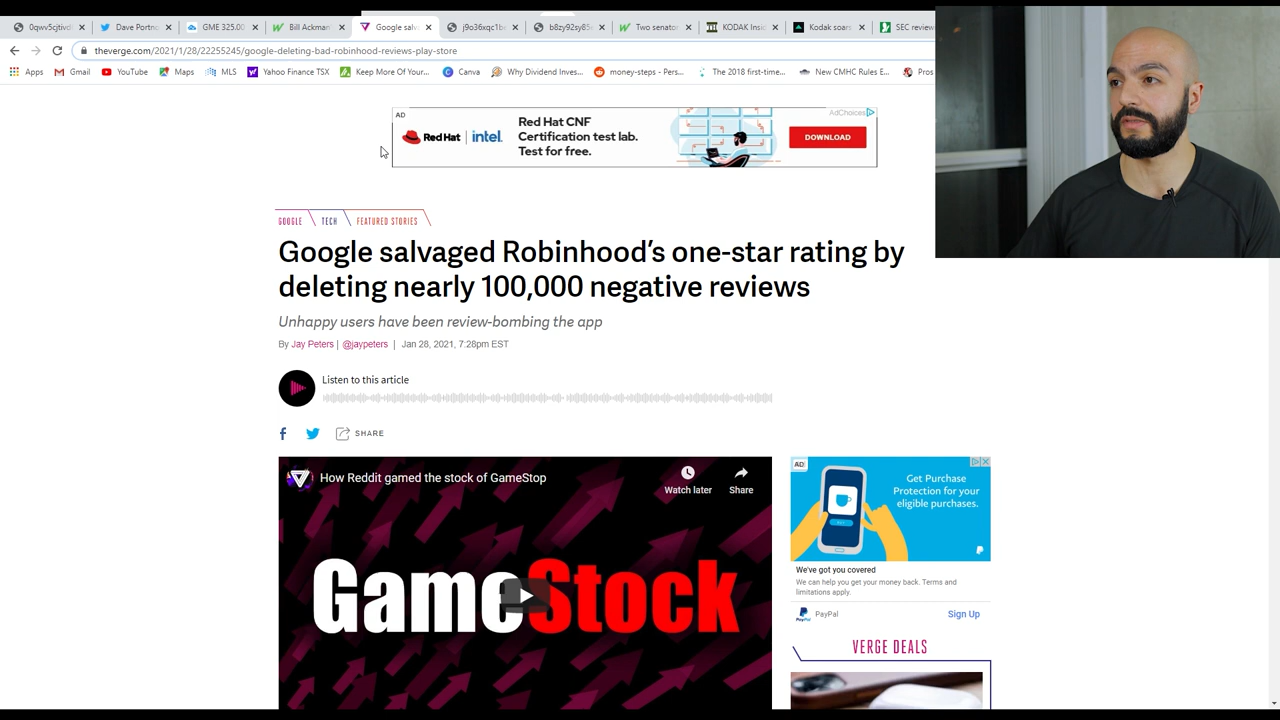 0qwv5cjtivd
Dave Portno
GME 325.00
Bill Ackman
Google salv
j9o36xqc1be
b8zy92sy85
Two senator
KODAK Insid
Kodak soars
SEC review
theverge.com/2021/1/28/22255245/google-deleting-bad-robinhood-reviews-play-store
Apps
Gmail
YouTube
Maps
MLS
Yahoo Finance TSX
Keep More Of Your...
Canva
Why Dividend Inves...
money-steps - Pers...
The 2018 first-time...
New CMHC Rules E...
Pros
AD
AdChoices
Red Hat
intel.
Red Hat CNF
Certification test lab.
Test for free.
DOWNLOAD
GOOGLE
TECH
FEATURED STORIES
Google salvaged Robinhood's one-star rating by
deleting nearly 100,000 negative reviews
Unhappy users have been review-bombing the app
By Jay Peters | @jaypeters | Jan 28, 2021, 7:28pm EST
Listen to this article
SHARE
How Reddit gamed the stock of GameStop
Watch later
Share
GameStock
AD
Get Purchase
Protection for your
eligible purchases.
We've got you covered
We can help you get your money back. Terms and
limitations apply.
PayPal
Sign Up
VERGE DEALS